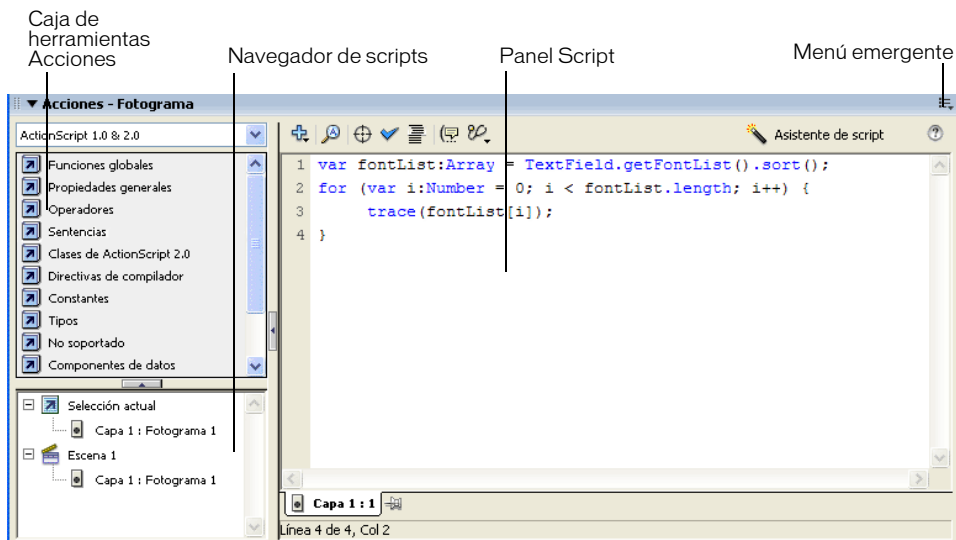 Caja de
herramientas
Acciones
Navegador de scripts
Panel Script
Menú emergente
Acciones - Fotograma
ActionScript 1.0 & 2.0
Asistente de script
Funciones globales
Propiedades generales
Operadores
Sentencias
Clases de ActionScript 2.0
Directivas de compilador
Constantes
Tipos
No soportado
Componentes de datos
1 var fontList:Array = TextField.getFontList().sort();
2 for (var i:Number = 0; i < fontList.length; i++) {
3 trace(fontList[i]);
4 }
Selección actual
Capa 1 : Fotograma 1
Escena 1
Capa 1 : Fotograma 1
Capa 1 : 1
Línea 4 de 4, Col 2